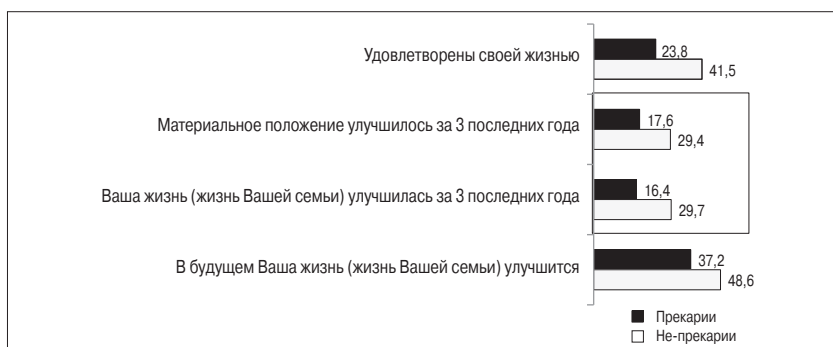 Удовлетворены своей жизнью
23,8
41,5
Материальное положение улучшилось за 3 последних года
17,6
29,4
Ваша жизнь (жизнь Вашей семьи) улучшилась за 3 последних года
16,4
29,7
В будущем Ваша жизнь (жизнь Вашей семьи) улучшится
37,2
48,6
Прекарии
Не-прекарии